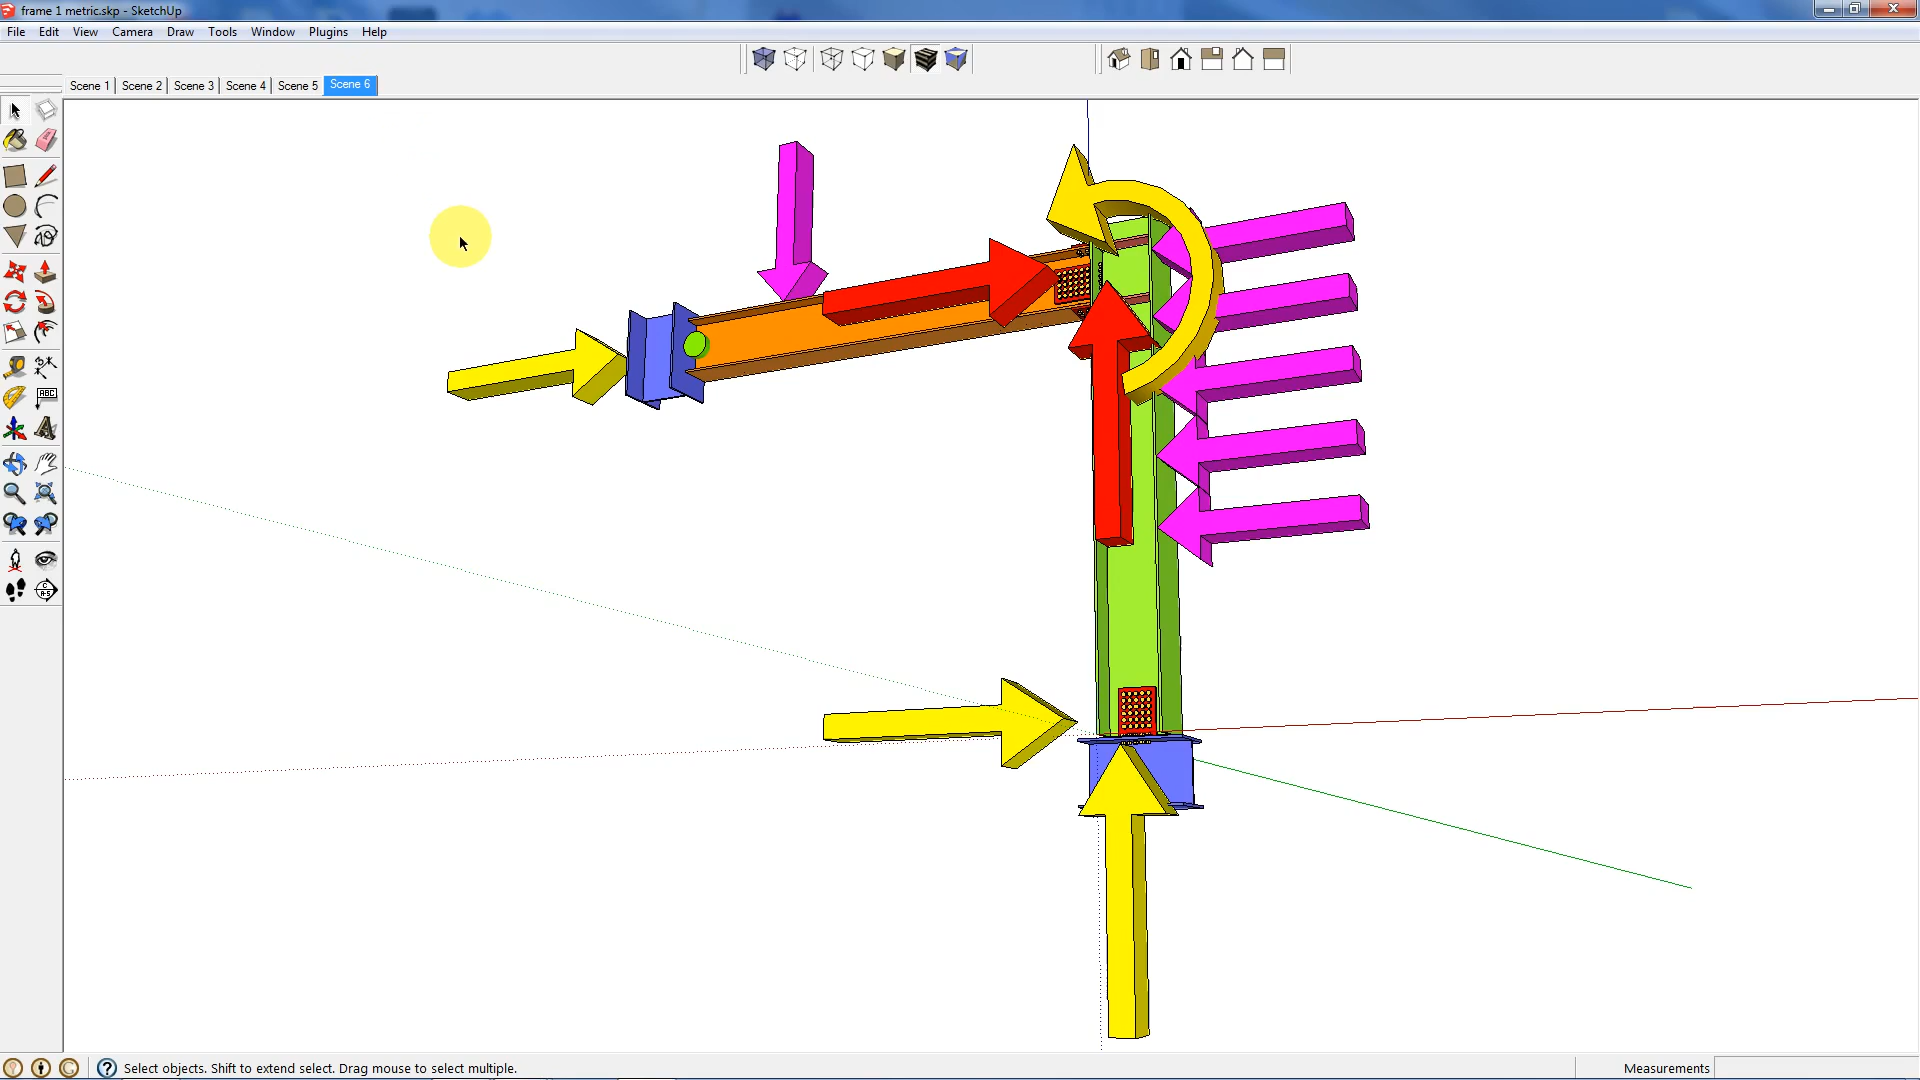 frame 1 metric.skp - SketchUp
File Edit View Camera Draw Tools Window Plugins Help
Scene 1 Scene 2 Scene 3 Scene 4 Scene 5 Scene 6
ABC
Select objects. Shift to extend select. Drag mouse to select multiple.
Measurements